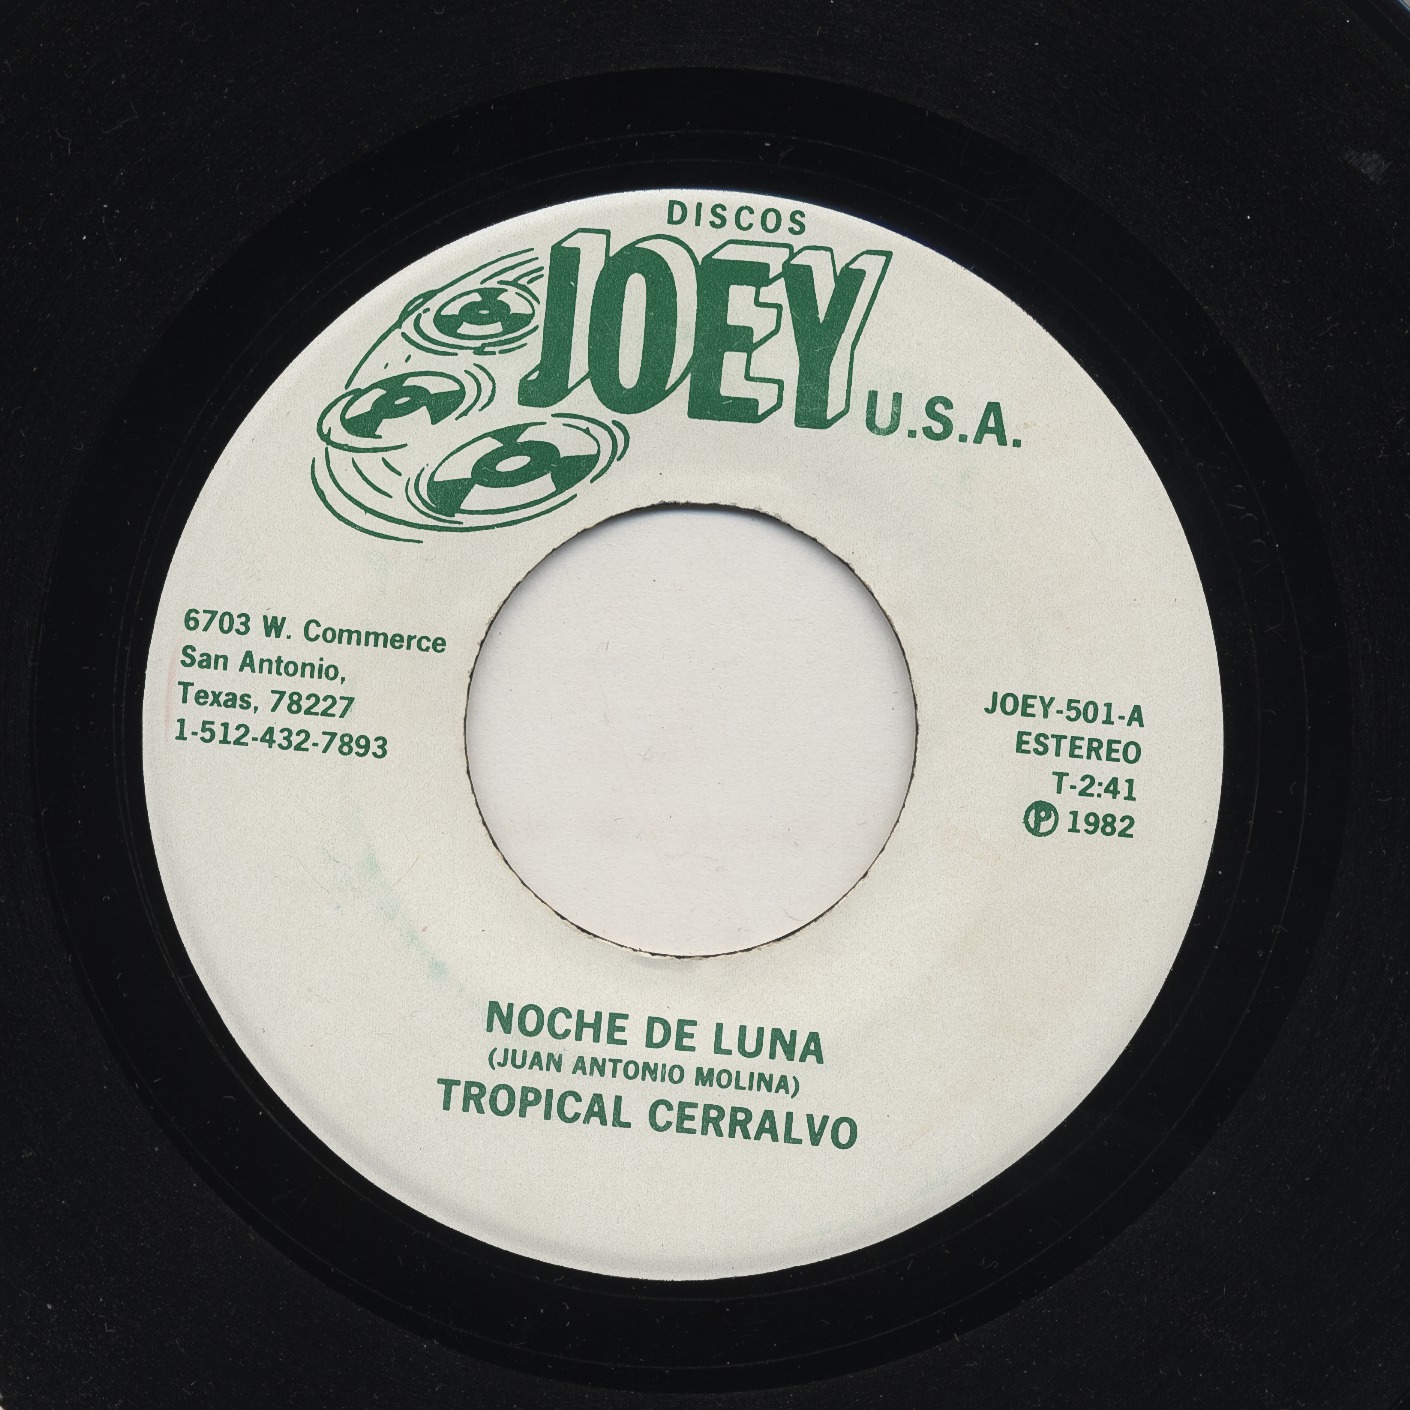 DISCOS
JOEY U.S.A.
6703 W. Commerce
San Antonio,
Texas, 78227
1-512-432-7893
JOEY-501-A
ESTEREO
T-2:41
Ⓟ 1982
NOCHE DE LUNA
(JUAN ANTONIO MOLINA)
TROPICAL CERRALVO